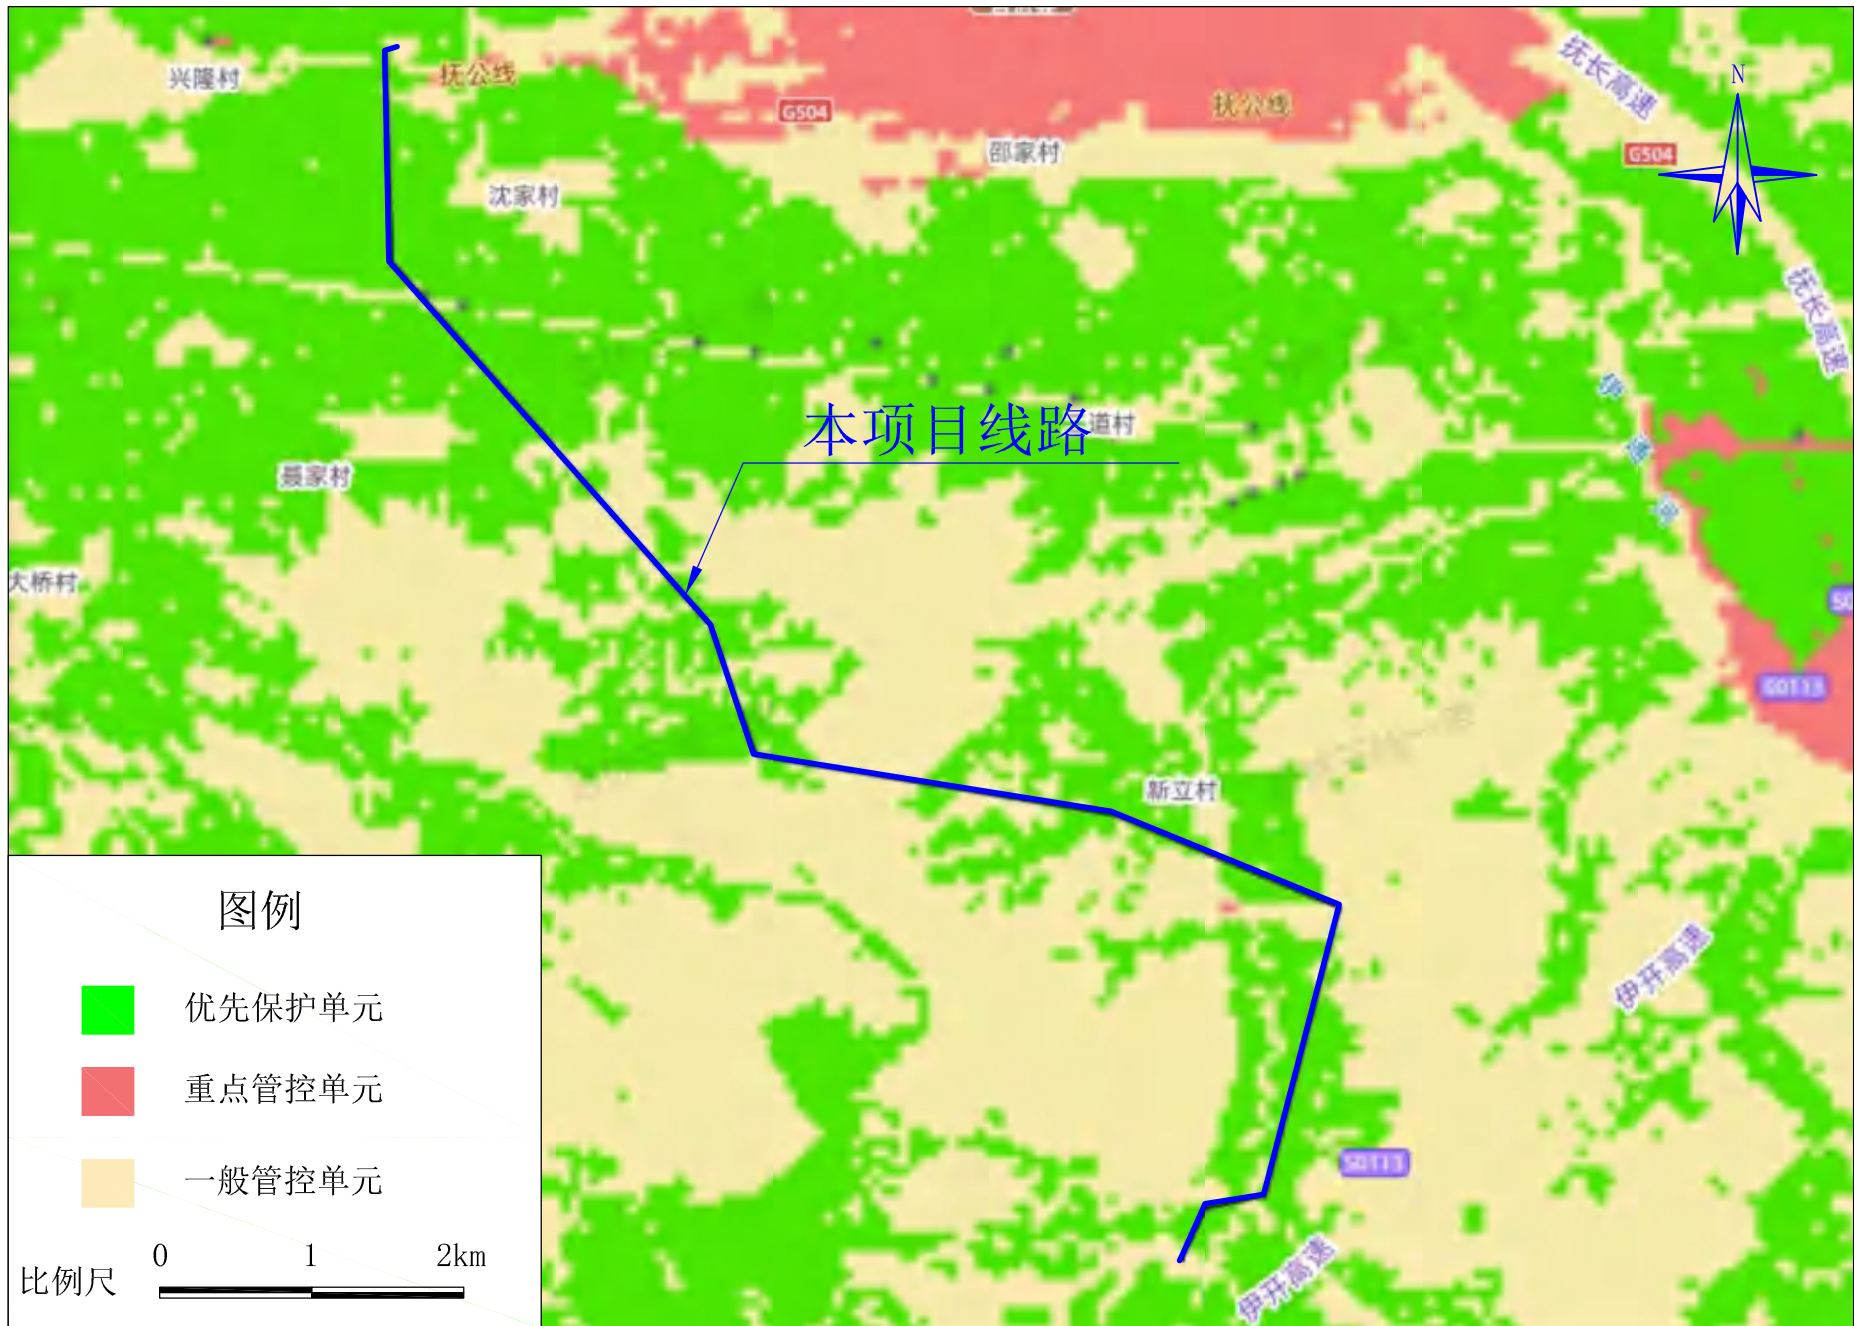 兴隆村
抚公线
G504
抚公线
邵家村
抚长高速
G504
N
沈家村
抚长高速
伊
通
河
本项目线路
道村
聂家村
大桥村
S0113
新立村
伊开高速
S0113
伊开高速
图例
优先保护单元
重点管控单元
一般管控单元
比例尺
0 1 2km